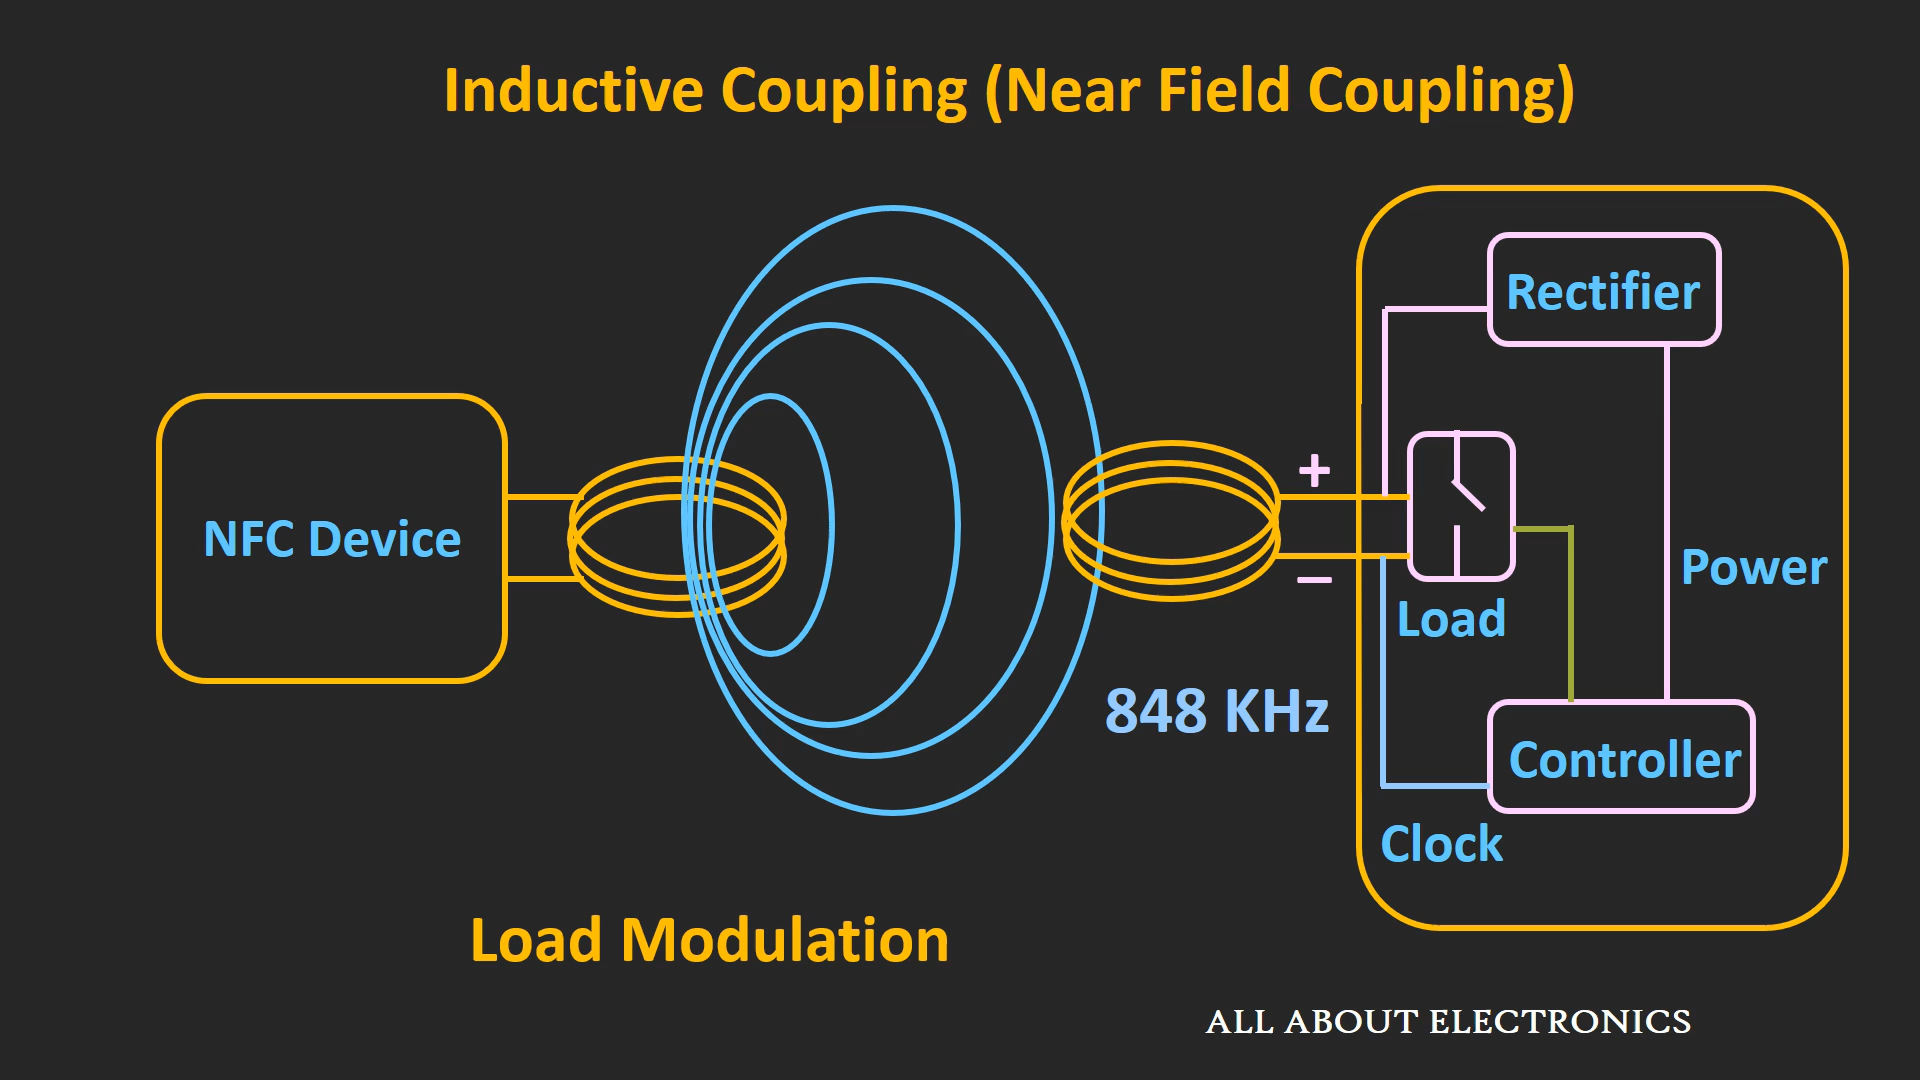 Inductive Coupling (Near Field Coupling)
Rectifier
NFC Device
+
−
Load
Power
848 KHz
Controller
Clock
Load Modulation
ALL ABOUT ELECTRONICS